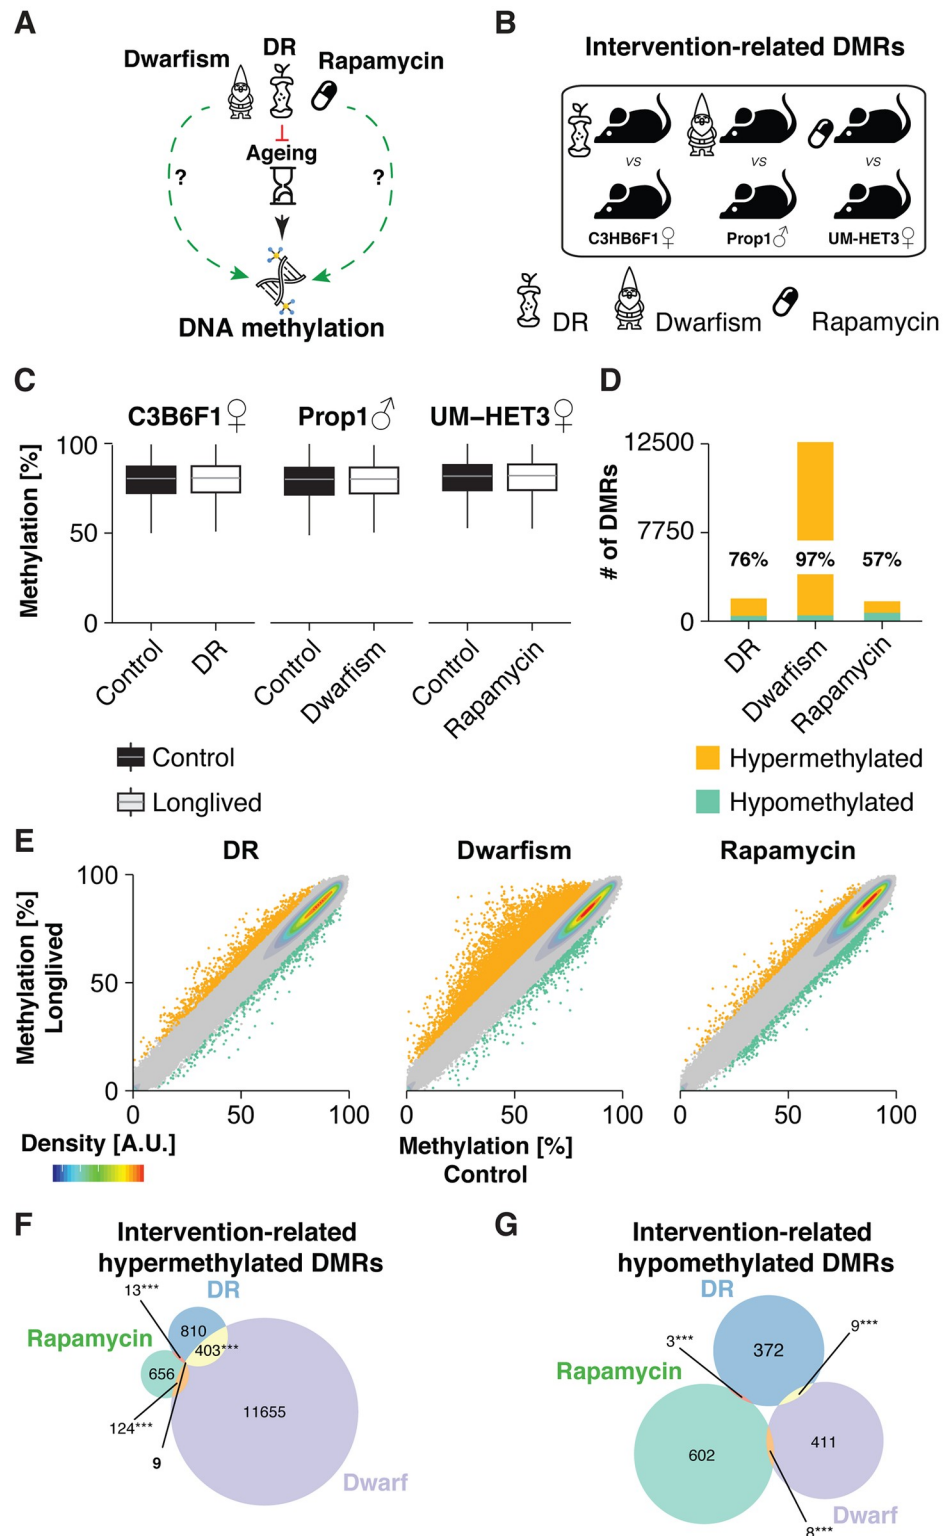 A
Dwarfism
DR
Rapamycin
Ageing
?
?
DNA methylation
B
Intervention-related DMRs
vs
vs
vs
C3HB6F1♀
Prop1♂
UM-HET3♀
DR
Dwarfism
Rapamycin
C
C3B6F1♀
Prop1♂
UM–HET3♀
Methylation [%]
100
50
0
Control
DR
Control
Dwarfism
Control
Rapamycin
Control
Longlived
D
# of DMRs
12500
7750
0
76%
97%
57%
DR
Dwarfism
Rapamycin
Hypermethylated
Hypomethylated
E
DR
Dwarfism
Rapamycin
Methylation [%]
Longlived
100
50
0
0
50
100
0
50
100
0
50
100
Methylation [%]
Control
Density [A.U.]
F
Intervention-related
hypermethylated DMRs
13***
DR
Rapamycin
810
403***
656
11655
124***
9
Dwarf
G
Intervention-related
hypomethylated DMRs
DR
9***
3***
372
Rapamycin
602
411
Dwarf
8***